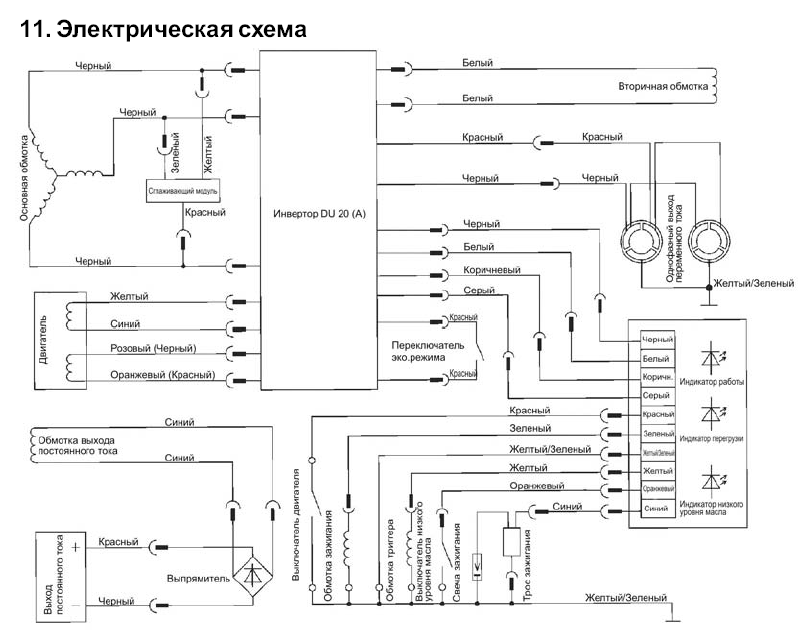 11. Электрическая схема
Черный
Белый
Вторичная обмотка
Белый
Черный
Зеленый
Желтый
Основная обмотка
Сглаживающий модуль
Красный
Черный
Инвертор DU 20 (A)
Красный
Красный
Черный
Черный
Однофазный выход
переменного тока
Желтый/Зеленый
Черный
Белый
Коричневый
Серый
Красный
Переключатель
эко.режима
Красный
Двигатель
Желтый
Синий
Розовый (Черный)
Оранжевый (Красный)
Черный
Белый
Коричн.
Серый
Красный
Зеленый
Желтый/Зеленый
Желтый
Оранжевый
Синий
Индикатор работы
Индикатор перегрузки
Индикатор низкого
уровня масла
Красный
Зеленый
Желтый/Зеленый
Желтый
Оранжевый
Синий
Синий
Обмотка выхода
постоянного тока
Синий
Выход
постоянного тока
+
−
Красный
Выпрямитель
Черный
Выключатель двигателя
Обмотка зажигания
Обмотка триггера
Выключатель низкого
уровня масла
Свеча зажигания
Трос зажигания
Желтый/Зеленый